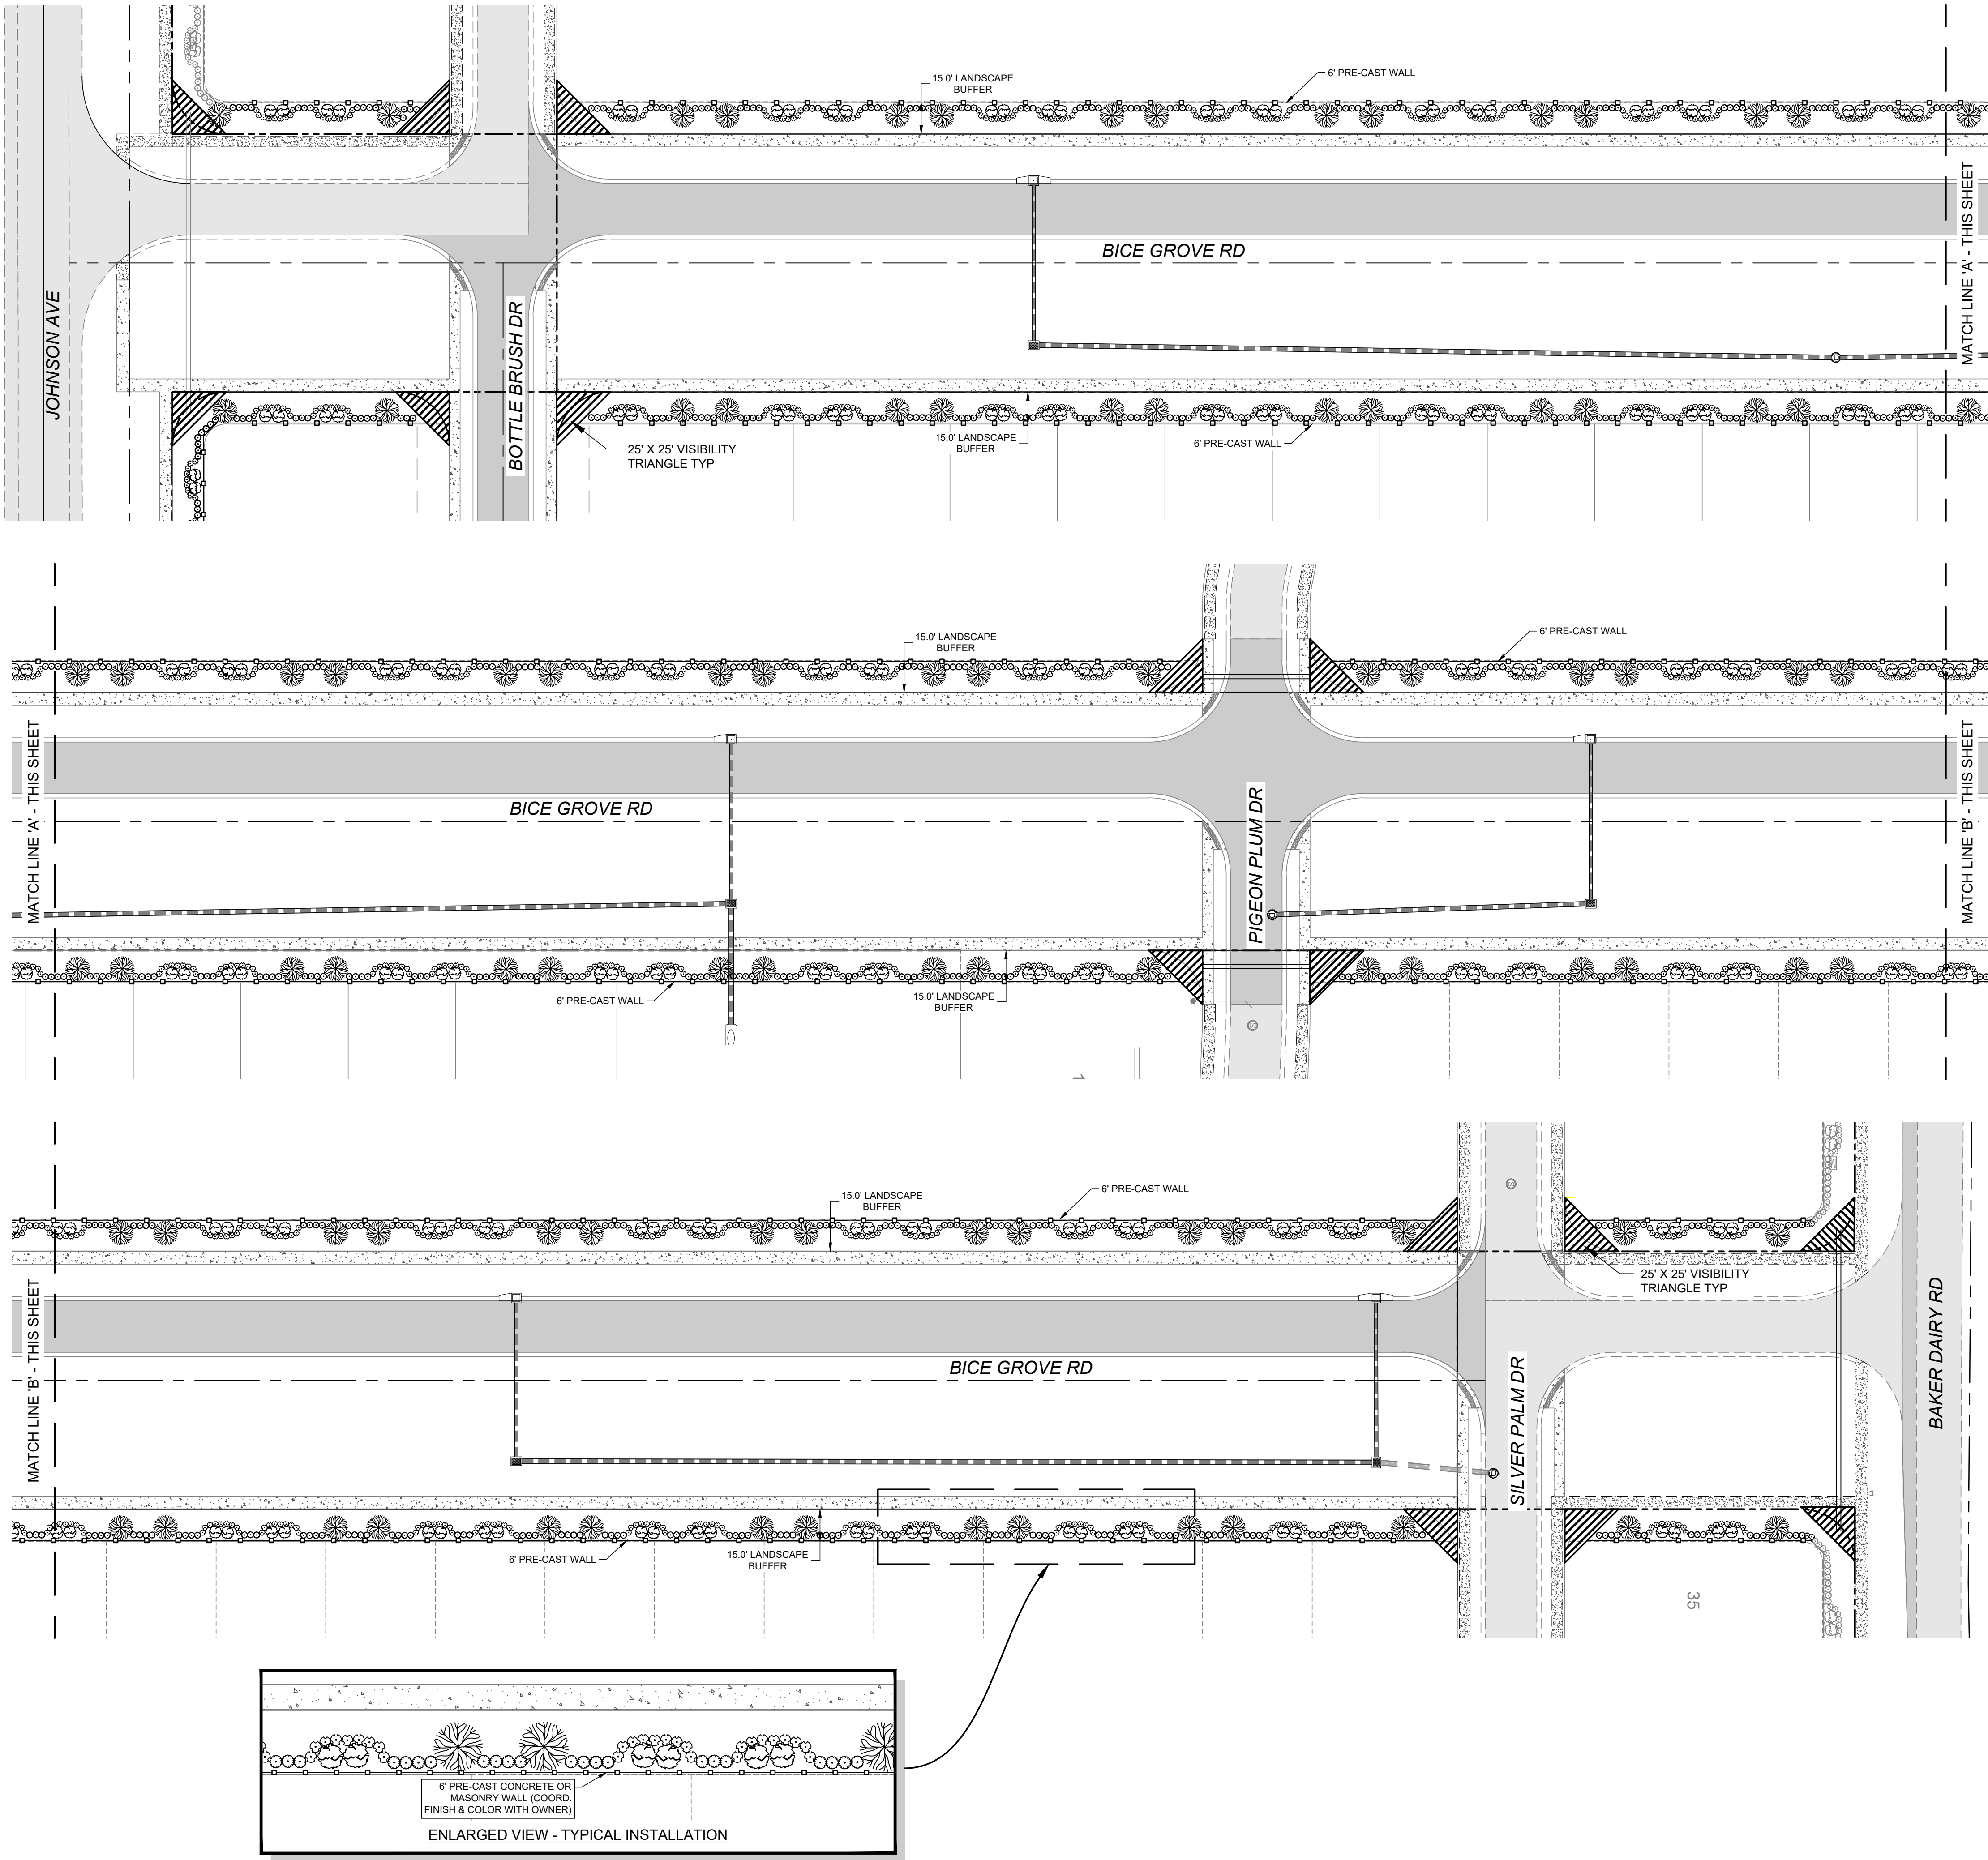 15.0' LANDSCAPE
BUFFER
6' PRE-CAST WALL
MATCH LINE 'A' - THIS SHEET
BICE GROVE RD
JOHNSON AVE
BOTTLE BRUSH DR
15.0' LANDSCAPE
BUFFER
6' PRE-CAST WALL
25' X 25' VISIBILITY
TRIANGLE TYP
15.0' LANDSCAPE
BUFFER
6' PRE-CAST WALL
MATCH LINE 'A' - THIS SHEET
BICE GROVE RD
PIGEON PLUM DR
MATCH LINE 'B' - THIS SHEET
6' PRE-CAST WALL
15.0' LANDSCAPE
BUFFER
15.0' LANDSCAPE
BUFFER
6' PRE-CAST WALL
25' X 25' VISIBILITY
TRIANGLE TYP
MATCH LINE 'B' - THIS SHEET
BICE GROVE RD
SILVER PALM DR
BAKER DAIRY RD
6' PRE-CAST WALL
15.0' LANDSCAPE
BUFFER
35
6' PRE-CAST CONCRETE OR
MASONRY WALL (COORD.
FINISH & COLOR WITH OWNER)
ENLARGED VIEW - TYPICAL INSTALLATION